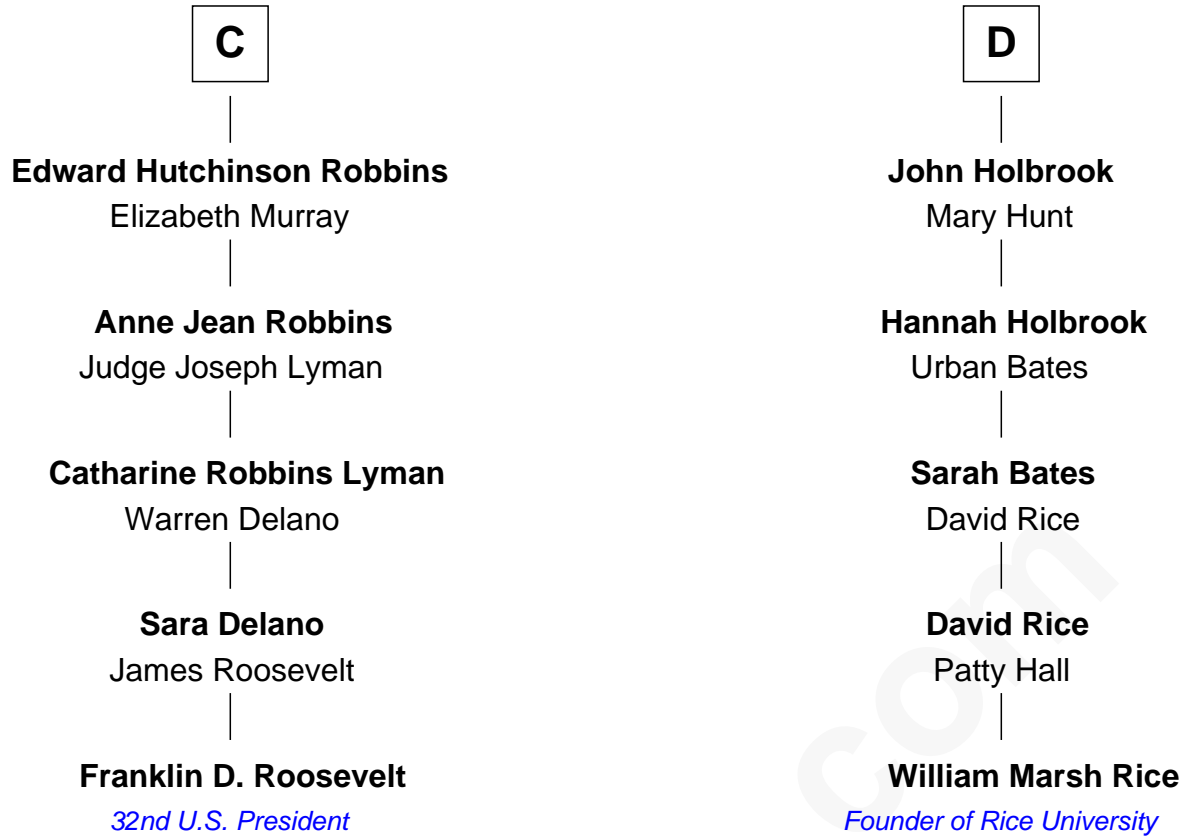 C
Edward Hutchinson Robbins
Elizabeth Murray
Anne Jean Robbins
Judge Joseph Lyman
Catharine Robbins Lyman
Warren Delano
Sara Delano
James Roosevelt
Franklin D. Roosevelt
32nd U.S. President
D
John Holbrook
Mary Hunt
Hannah Holbrook
Urban Bates
Sarah Bates
David Rice
David Rice
Patty Hall
William Marsh Rice
Founder of Rice University
com